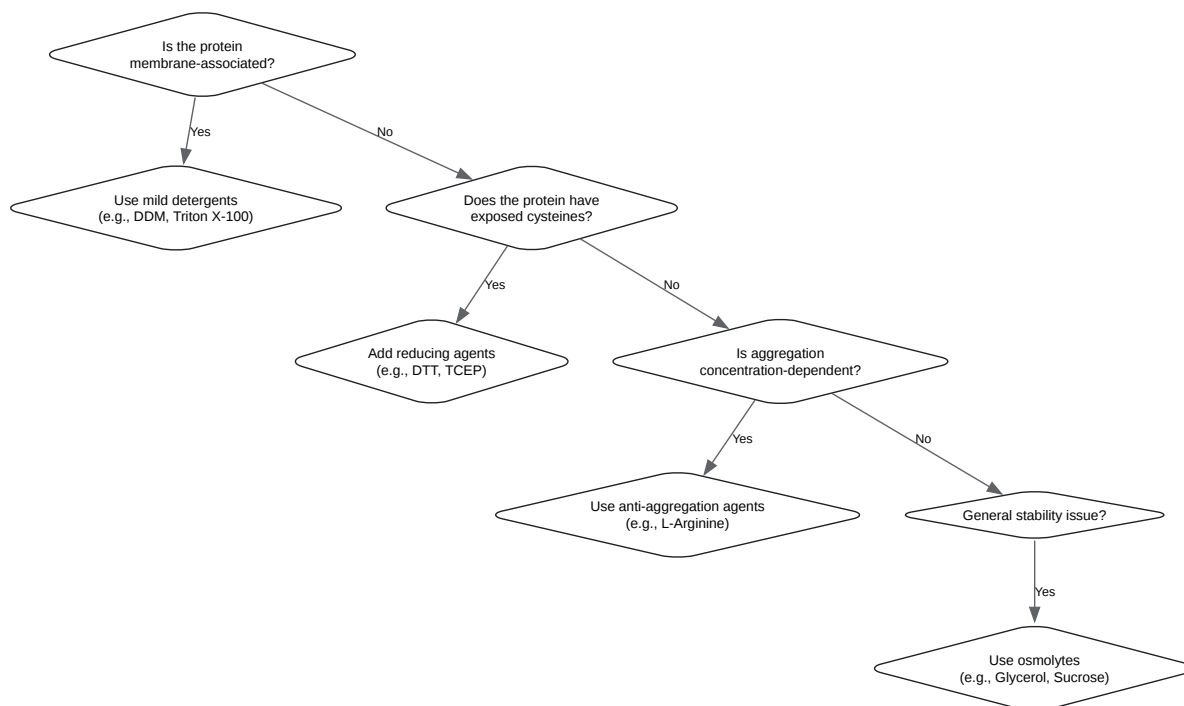 Is the protein
membrane-associated?
Yes
No
Use mild detergents
(e.g., DDM, Triton X-100)
Does the protein have
exposed cysteines?
Yes
No
Add reducing agents
(e.g., DTT, TCEP)
Is aggregation
concentration-dependent?
Yes
No
Use anti-aggregation agents
(e.g., L-Arginine)
General stability issue?
Yes
Use osmolytes
(e.g., Glycerol, Sucrose)